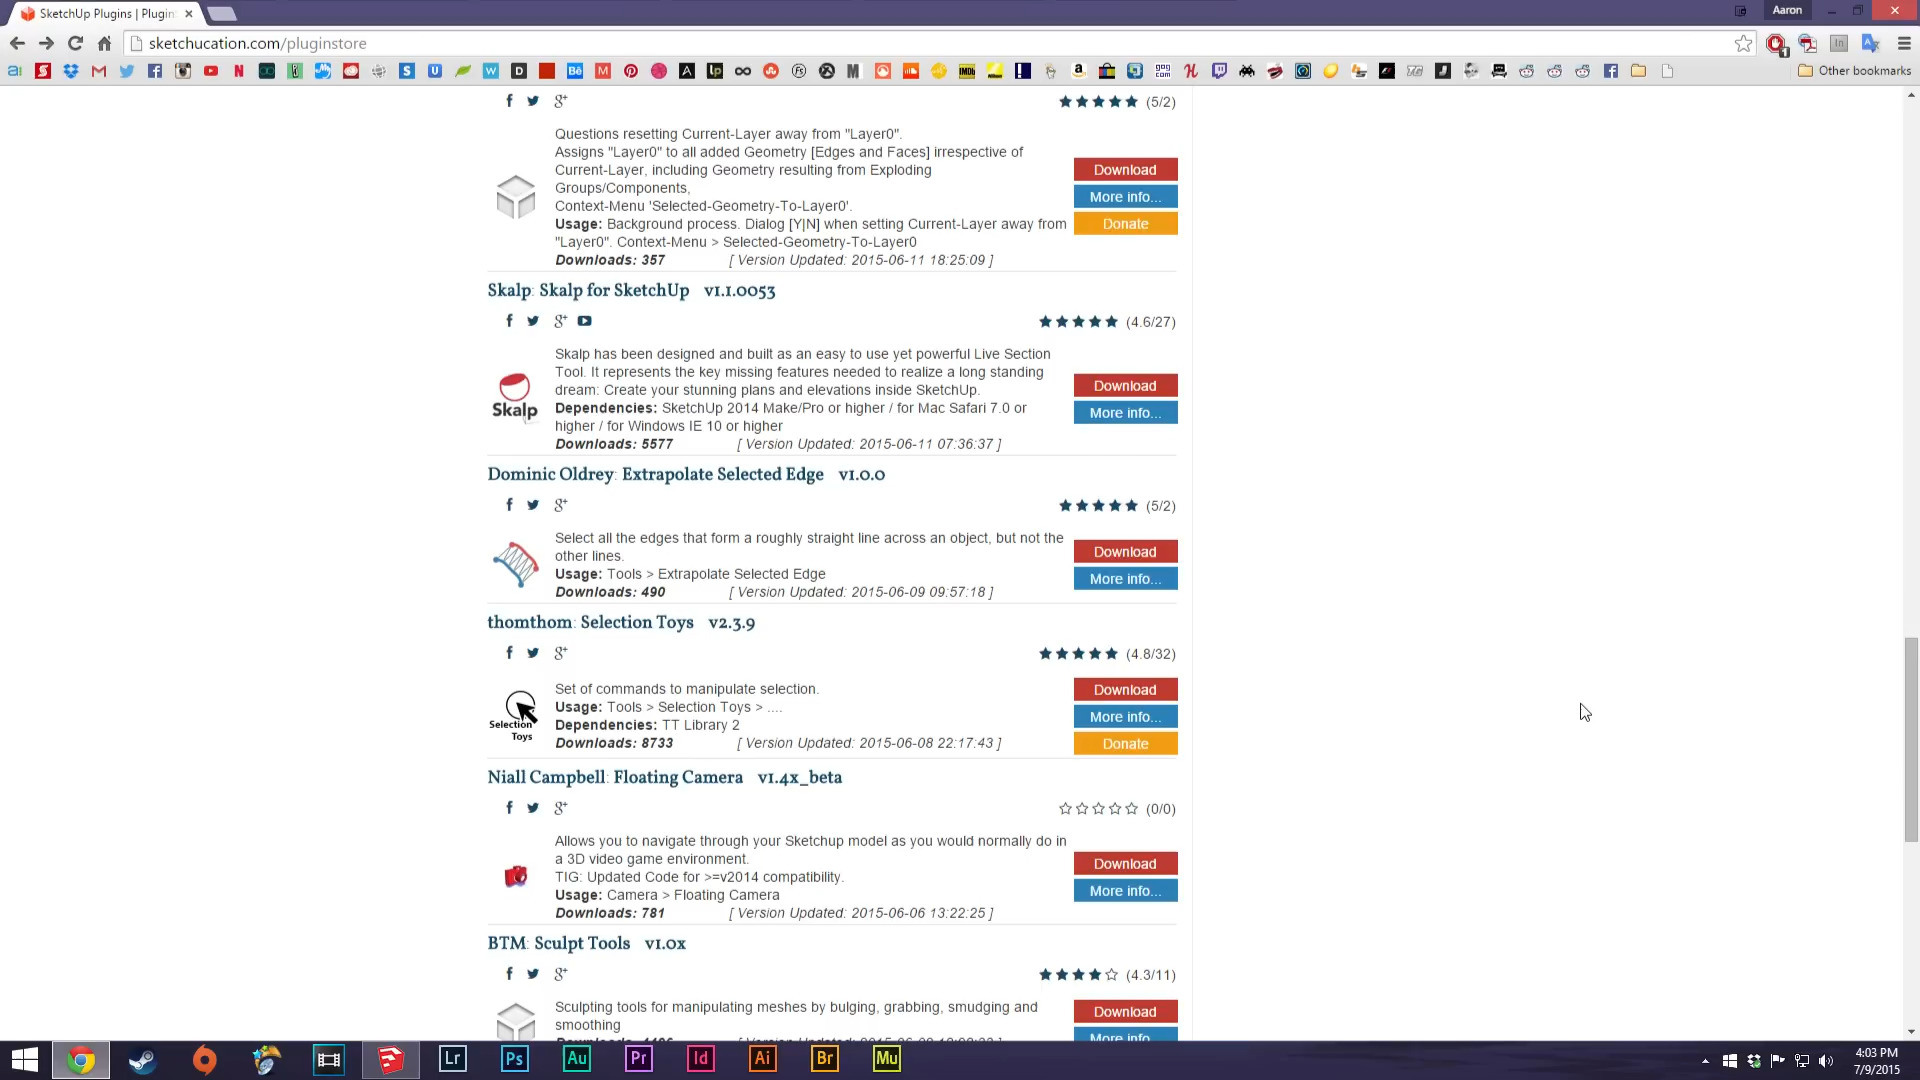 SketchUp Plugins | Plugin
Aaron
sketchucation.com/pluginstore
Other bookmarks
(5/2)
Questions resetting Current-Layer away from "Layer0".
Assigns "Layer0" to all added Geometry [Edges and Faces] irrespective of
Current-Layer, including Geometry resulting from Exploding
Groups/Components,
Context-Menu 'Selected-Geometry-To-Layer0'.
Usage: Background process. Dialog [Y|N] when setting Current-Layer away from
"Layer0". Context-Menu > Selected-Geometry-To-Layer0
Downloads: 357 [ Version Updated: 2015-06-11 18:25:09 ]
Download
More info...
Donate
Skalp: Skalp for SketchUp v1.1.0053
(4.6/27)
Skalp
Skalp has been designed and built as an easy to use yet powerful Live Section
Tool. It represents the key missing features needed to realize a long standing
dream: Create your stunning plans and elevations inside SketchUp.
Dependencies: SketchUp 2014 Make/Pro or higher / for Mac Safari 7.0 or
higher / for Windows IE 10 or higher
Downloads: 5577 [ Version Updated: 2015-06-11 07:36:37 ]
Download
More info...
Dominic Oldrey: Extrapolate Selected Edge v1.0.0
(5/2)
Select all the edges that form a roughly straight line across an object, but not the
other lines.
Usage: Tools > Extrapolate Selected Edge
Downloads: 490 [ Version Updated: 2015-06-09 09:57:18 ]
Download
More info...
thomthom: Selection Toys v2.3.9
(4.8/32)
Selection
Toys
Set of commands to manipulate selection.
Usage: Tools > Selection Toys > ....
Dependencies: TT Library 2
Downloads: 8733 [ Version Updated: 2015-06-08 22:17:43 ]
Download
More info...
Donate
Niall Campbell: Floating Camera v1.4x_beta
(0/0)
Allows you to navigate through your Sketchup model as you would normally do in
a 3D video game environment.
TIG: Updated Code for >=v2014 compatibility.
Usage: Camera > Floating Camera
Downloads: 781 [ Version Updated: 2015-06-06 13:22:25 ]
Download
More info...
BTM: Sculpt Tools v1.0x
(4.3/11)
Sculpting tools for manipulating meshes by bulging, grabbing, smudging and
smoothing
Download
More info...
Lr Ps Au Pr Id Ai Br Mu
4:03 PM
7/9/2015